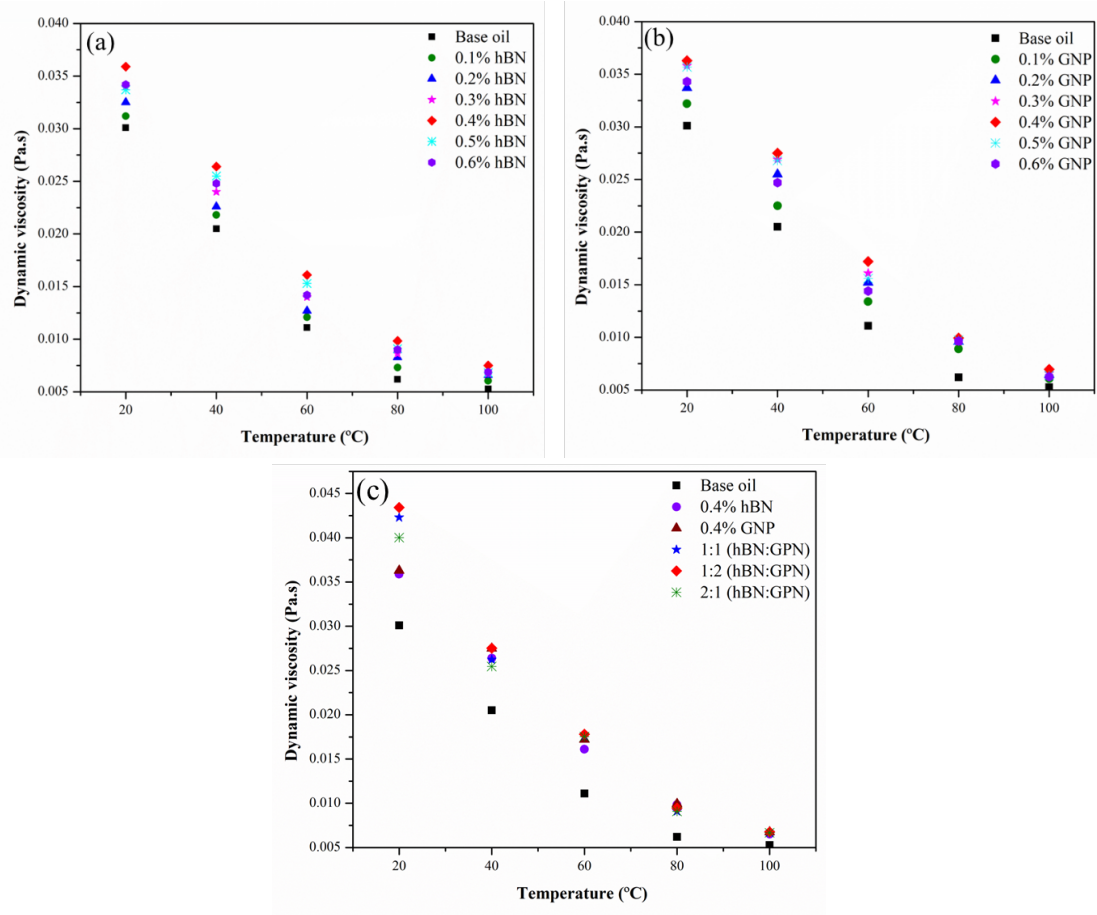 (a)
Base oil
0.1% hBN
0.2% hBN
0.3% hBN
0.4% hBN
0.5% hBN
0.6% hBN
0.040
0.035
0.030
0.025
0.020
0.015
0.010
0.005
Dynamic viscosity (Pa.s)
20 40 60 80 100
Temperature (ºC)
(b)
Base oil
0.1% GNP
0.2% GNP
0.3% GNP
0.4% GNP
0.5% GNP
0.6% GNP
0.040
0.035
0.030
0.025
0.020
0.015
0.010
0.005
Dynamic viscosity (Pa.s)
20 40 60 80 100
Temperature (ºC)
(c)
Base oil
0.4% hBN
0.4% GNP
1:1 (hBN:GPN)
1:2 (hBN:GPN)
2:1 (hBN:GPN)
0.045
0.040
0.035
0.030
0.025
0.020
0.015
0.010
0.005
Dynamic viscosity (Pa.s)
20 40 60 80 100
Temperature (ºC)